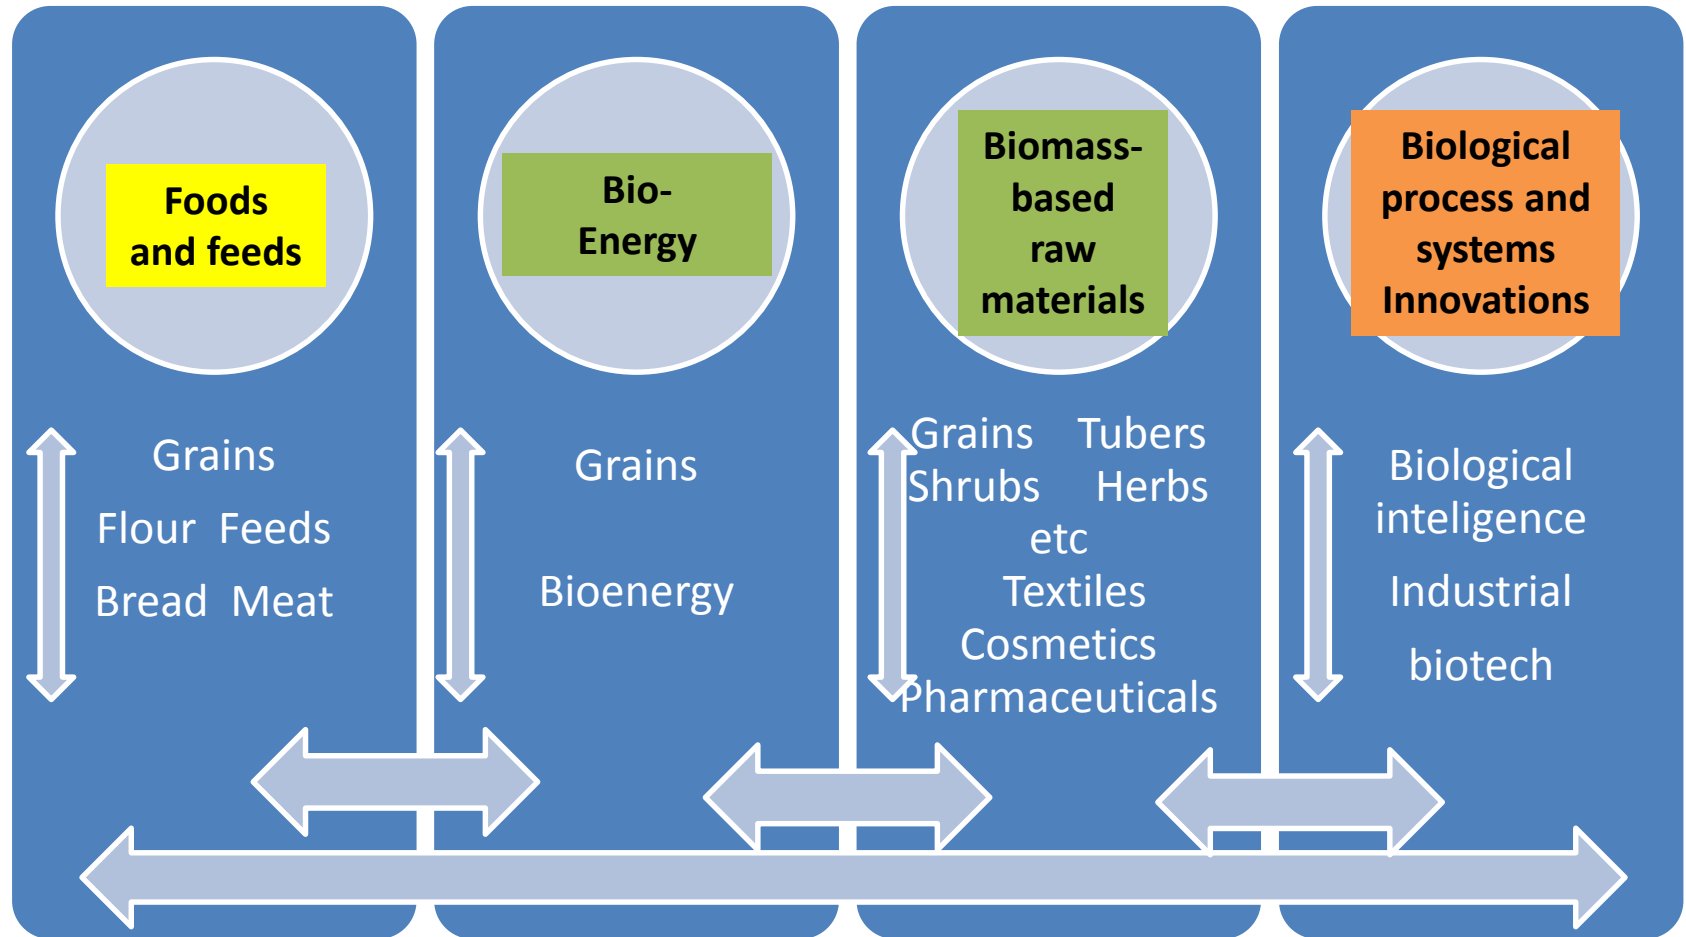 Foods
and feeds
Grains
Flour Feeds
Bread Meat
Bio-
Energy
Grains
Bioenergy
Biomass-
based
raw
materials
Grains Tubers
Shrubs Herbs
etc
Textiles
Cosmetics
Pharmaceuticals
Biological
process and
systems
Innovations
Biological
inteligence
Industrial
biotech